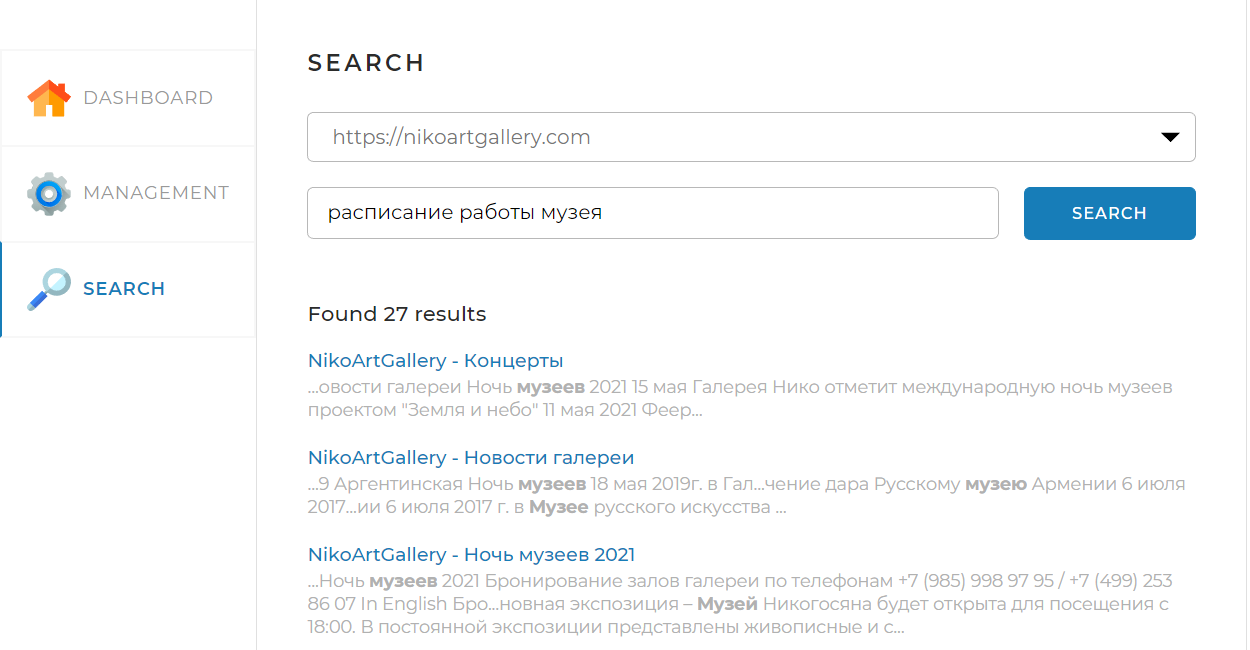 DASHBOARD
MANAGEMENT
SEARCH
SEARCH
https://nikoartgallery.com
расписание работы музея
SEARCH
Found 27 results
NikoArtGallery - Концерты
...овости галереи Ночь музеев 2021 15 мая Галерея Нико отметит международную ночь музеев
проектом "Земля и небо" 11 мая 2021 Феер...
NikoArtGallery - Новости галереи
...9 Аргентинская Ночь музеев 18 мая 2019г. в Гал...чение дара Русскому музею Армении 6 июля
2017...ии 6 июля 2017 г. в Музее русского искусства ...
NikoArtGallery - Ночь музеев 2021
...Ночь музеев 2021 Бронирование залов галереи по телефонам +7 (985) 998 97 95 / +7 (499) 253
86 07 In English Бро...новная экспозиция – Музей Никогосяна будет открыта для посещения с
18:00. В постоянной экспозиции представлены живописные и с...